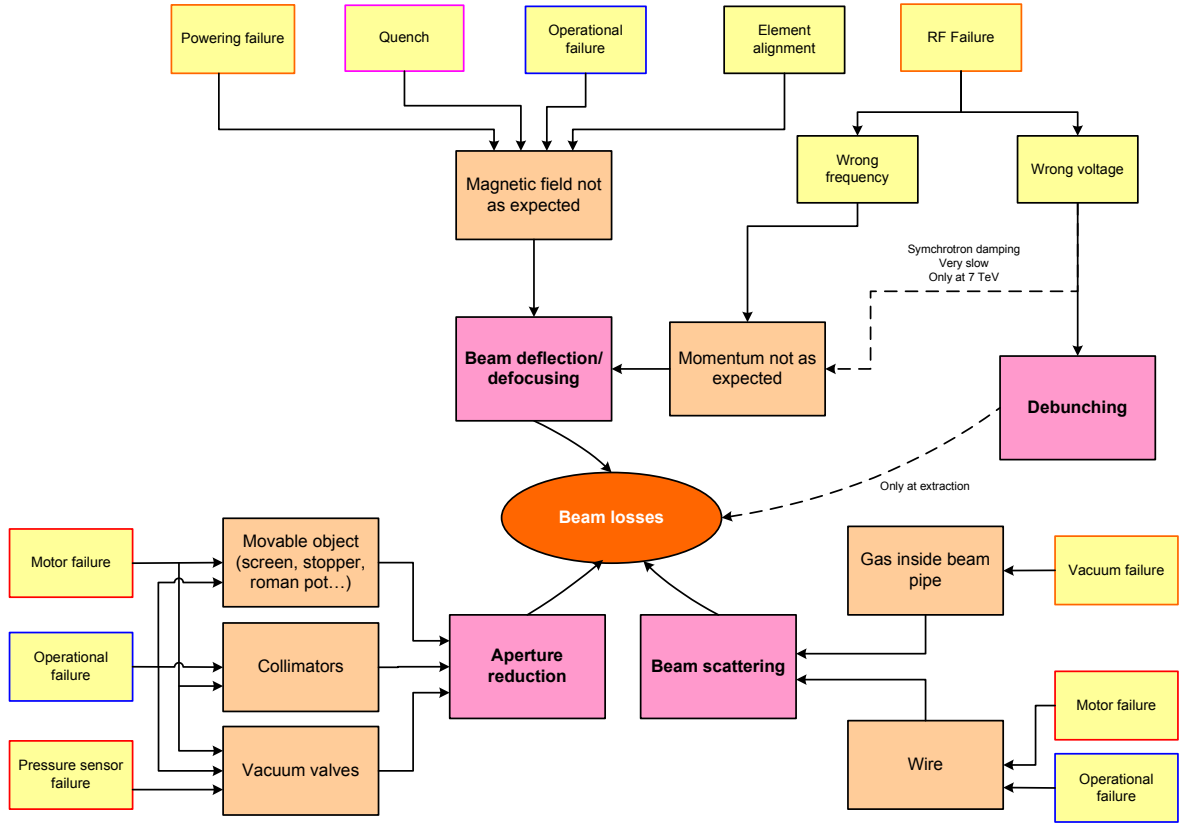 Powering failure
Quench
Operational
failure
Element
alignment
RF Failure
Magnetic field not
as expected
Wrong
frequency
Wrong voltage
Symchrotron damping
Very slow
Only at 7 TeV
Beam deflection/
defocusing
Momentum not as
expected
Debunching
Only at extraction
Beam losses
Motor failure
Movable object
(screen, stopper,
roman pot…)
Gas inside beam
pipe
Vacuum failure
Operational
failure
Collimators
Aperture
reduction
Beam scattering
Motor failure
Pressure sensor
failure
Vacuum valves
Wire
Operational
failure